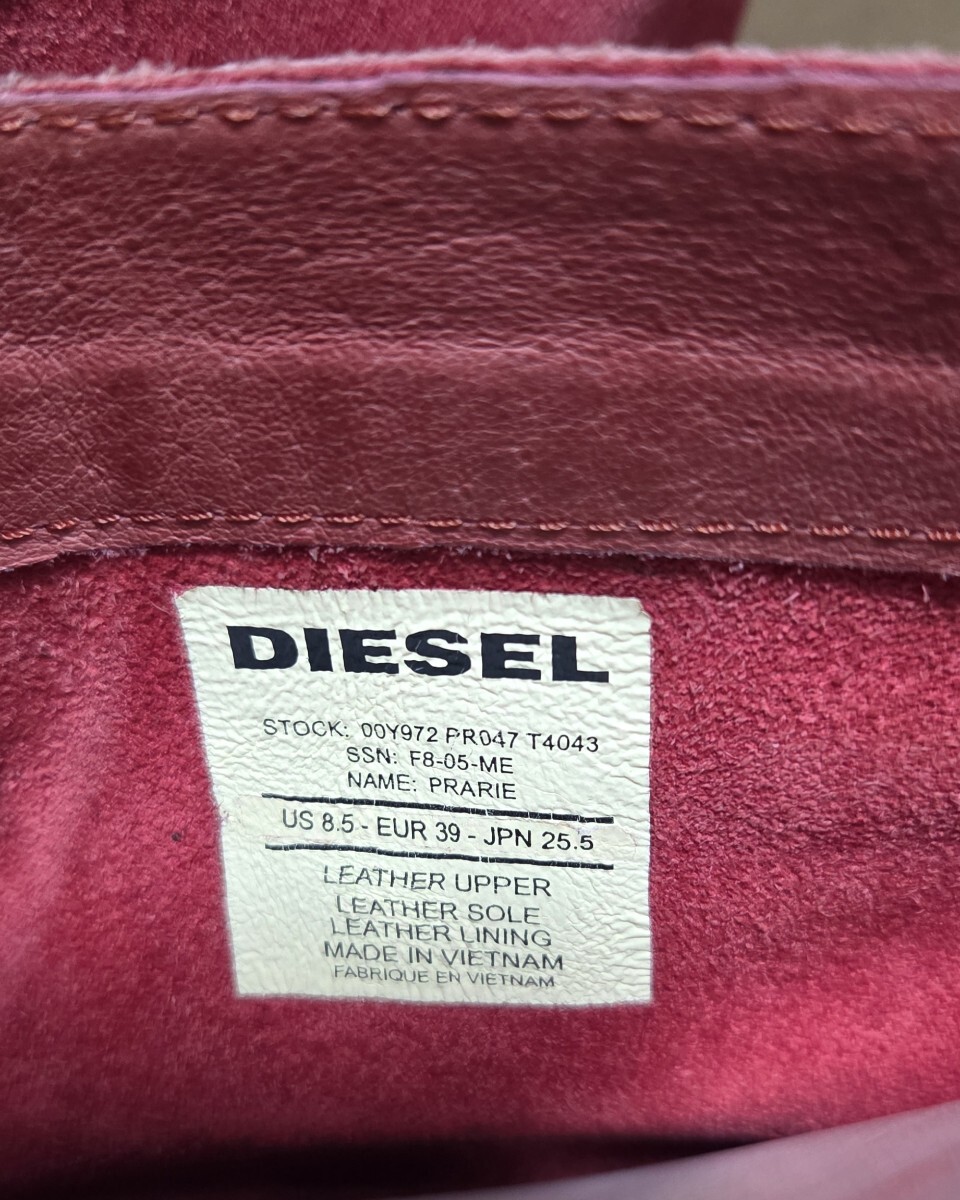 DIESEL
STOCK: 00Y972 PR047 T4043
SSN: F8-05-ME
NAME: PRARIE
US 8.5 - EUR 39 - JPN 25.5
LEATHER UPPER
LEATHER SOLE
LEATHER LINING
MADE IN VIETNAM
FABRIQUE EN VIETNAM